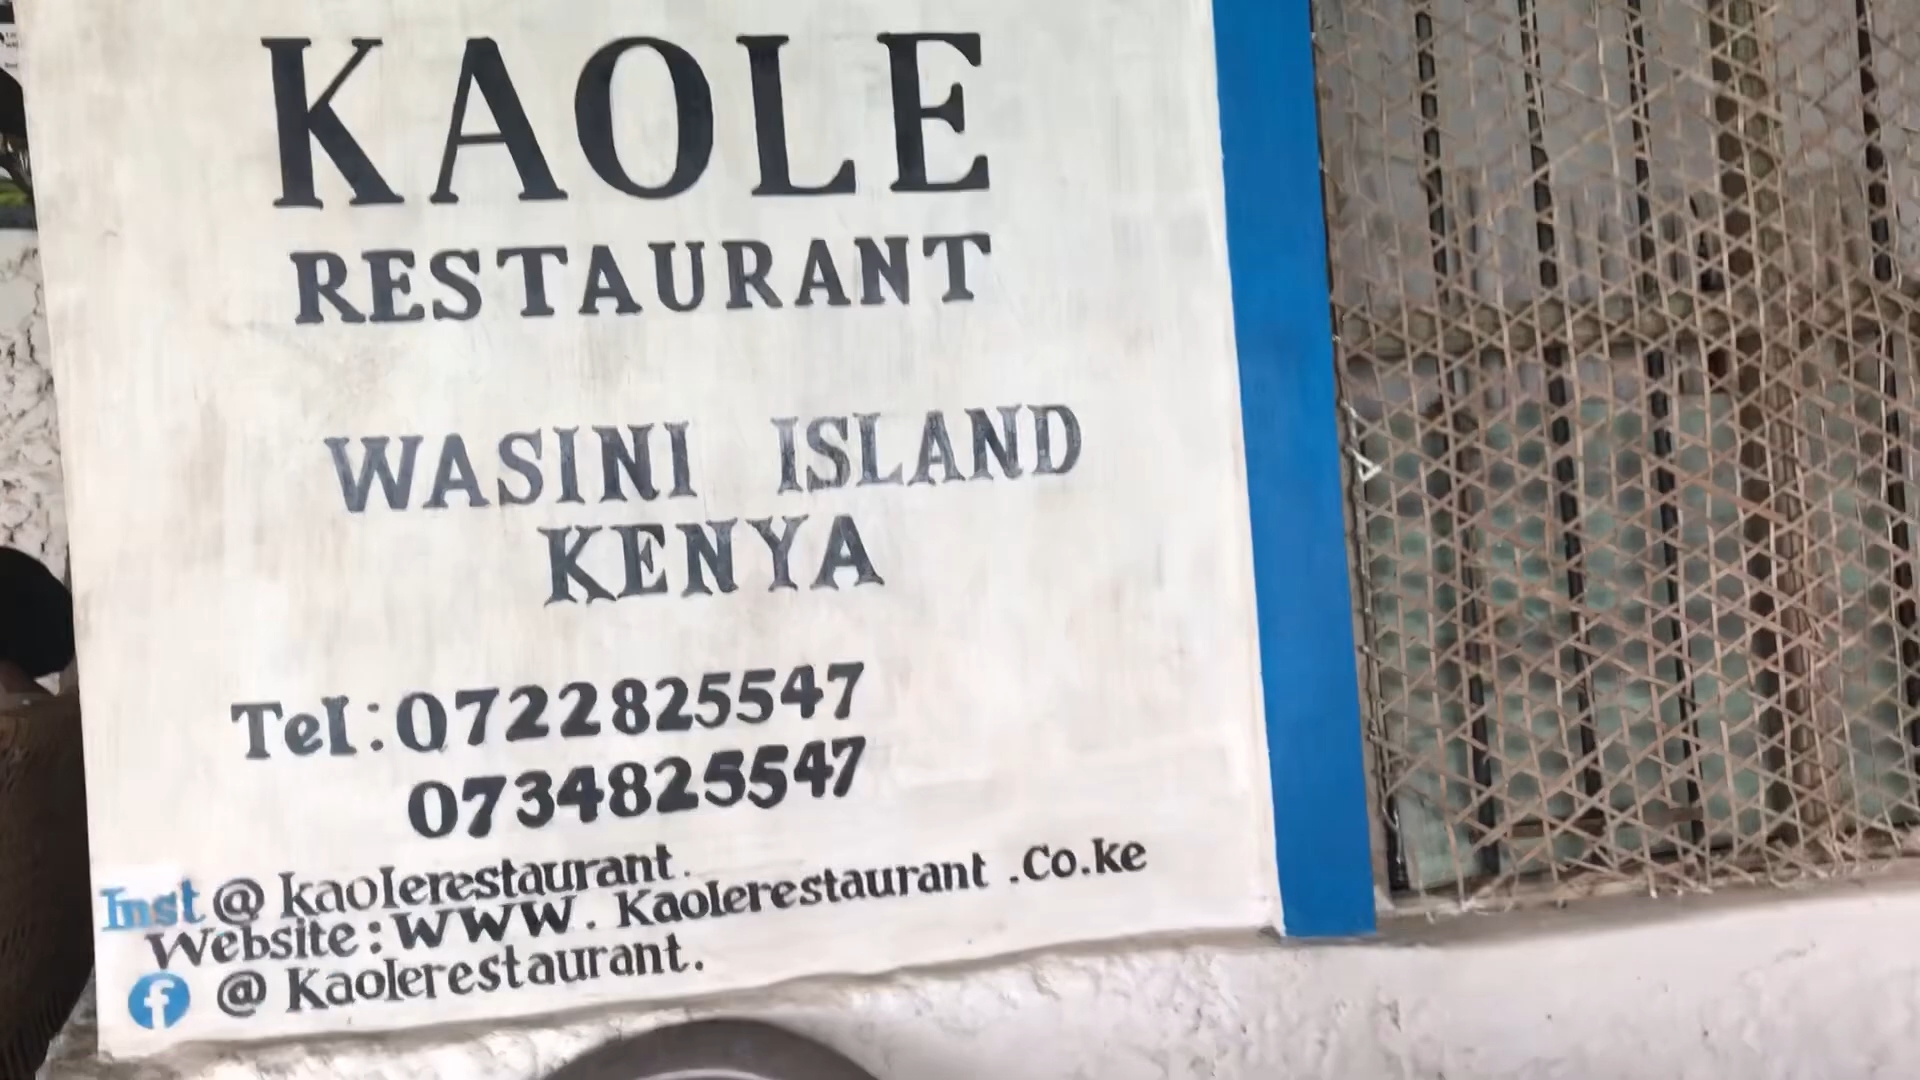 KAOLE
RESTAURANT
WASINI ISLAND
KENYA
Tel: 0722825547
0734825547
Inst @ kaolerestaurant.
Website: WWW. Kaolerestaurant .Co.ke
f @ Kaolerestaurant.